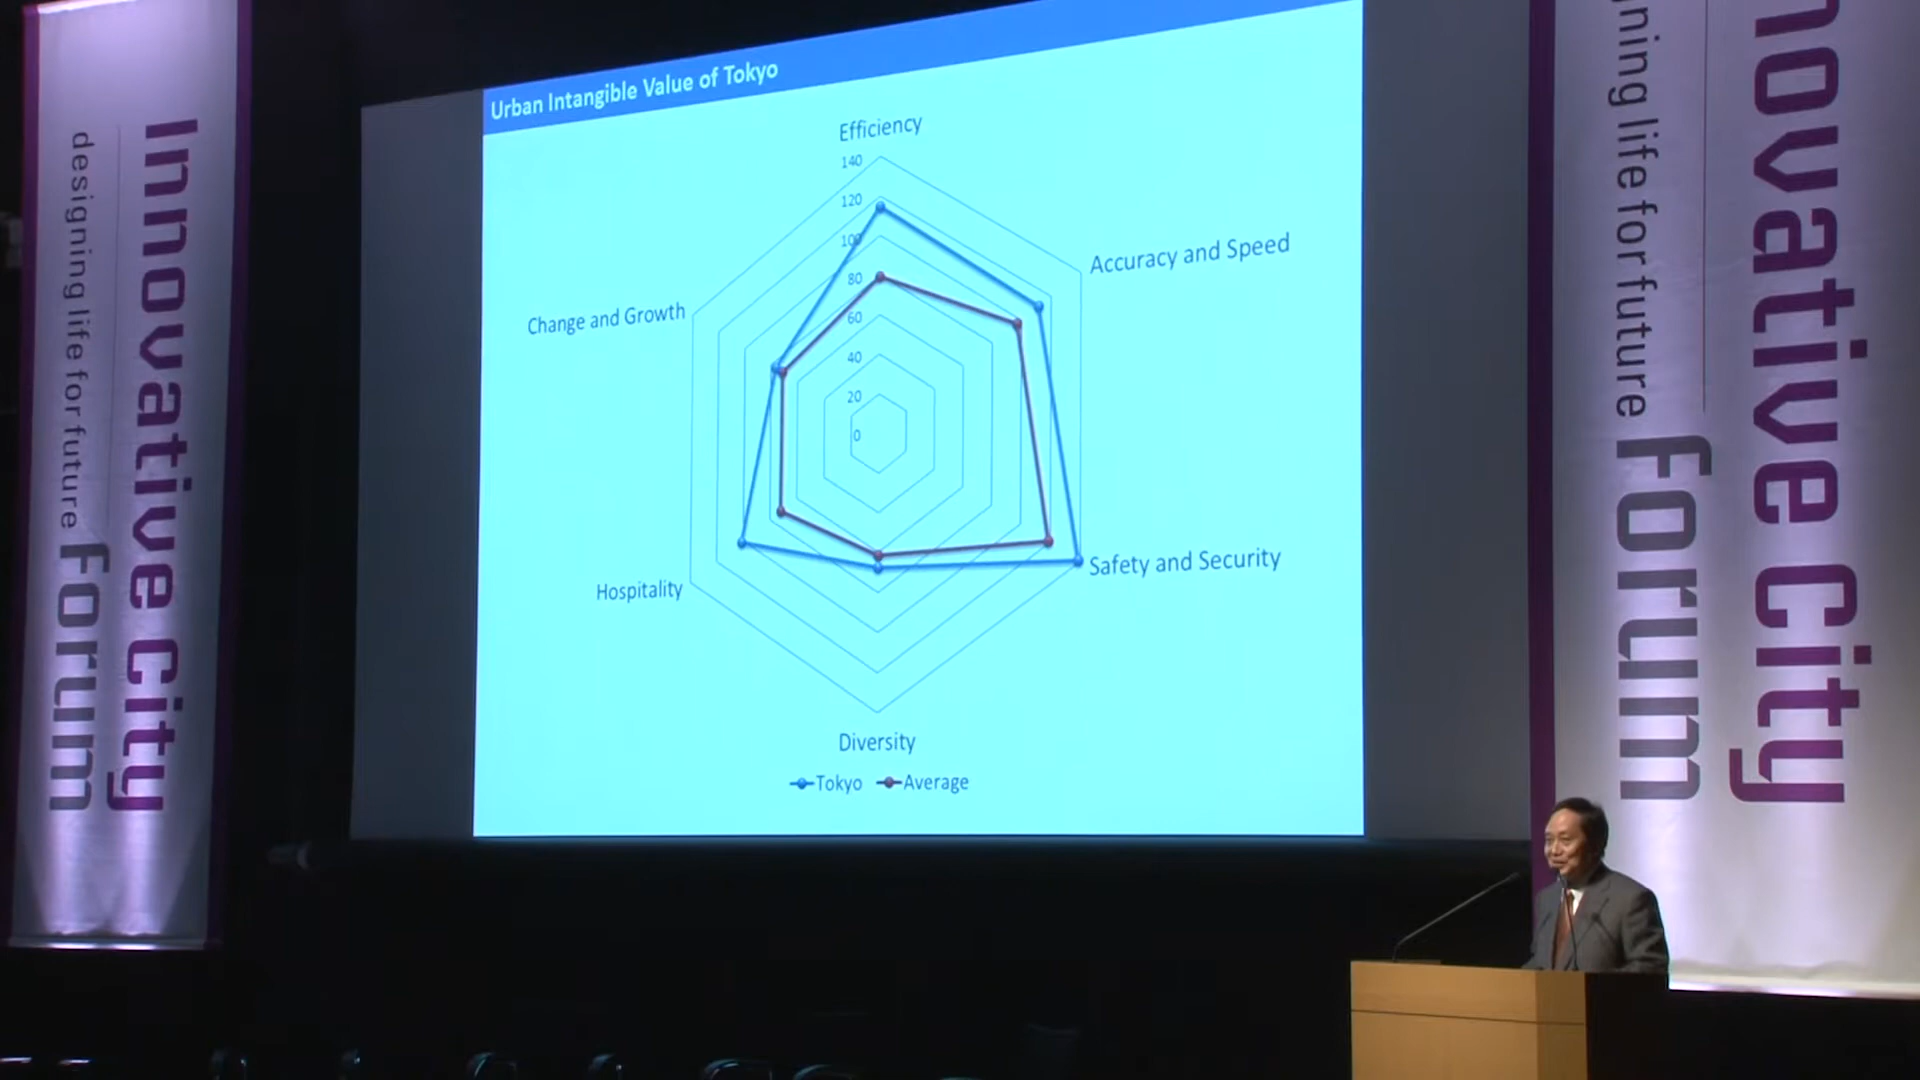 Innovative City
designing life for future Forum
Urban Intangible Value of Tokyo
Efficiency
140
120
100
80
60
40
20
0
Accuracy and Speed
Change and Growth
Safety and Security
Hospitality
Diversity
Tokyo Average
novative City
gning life for future Forum